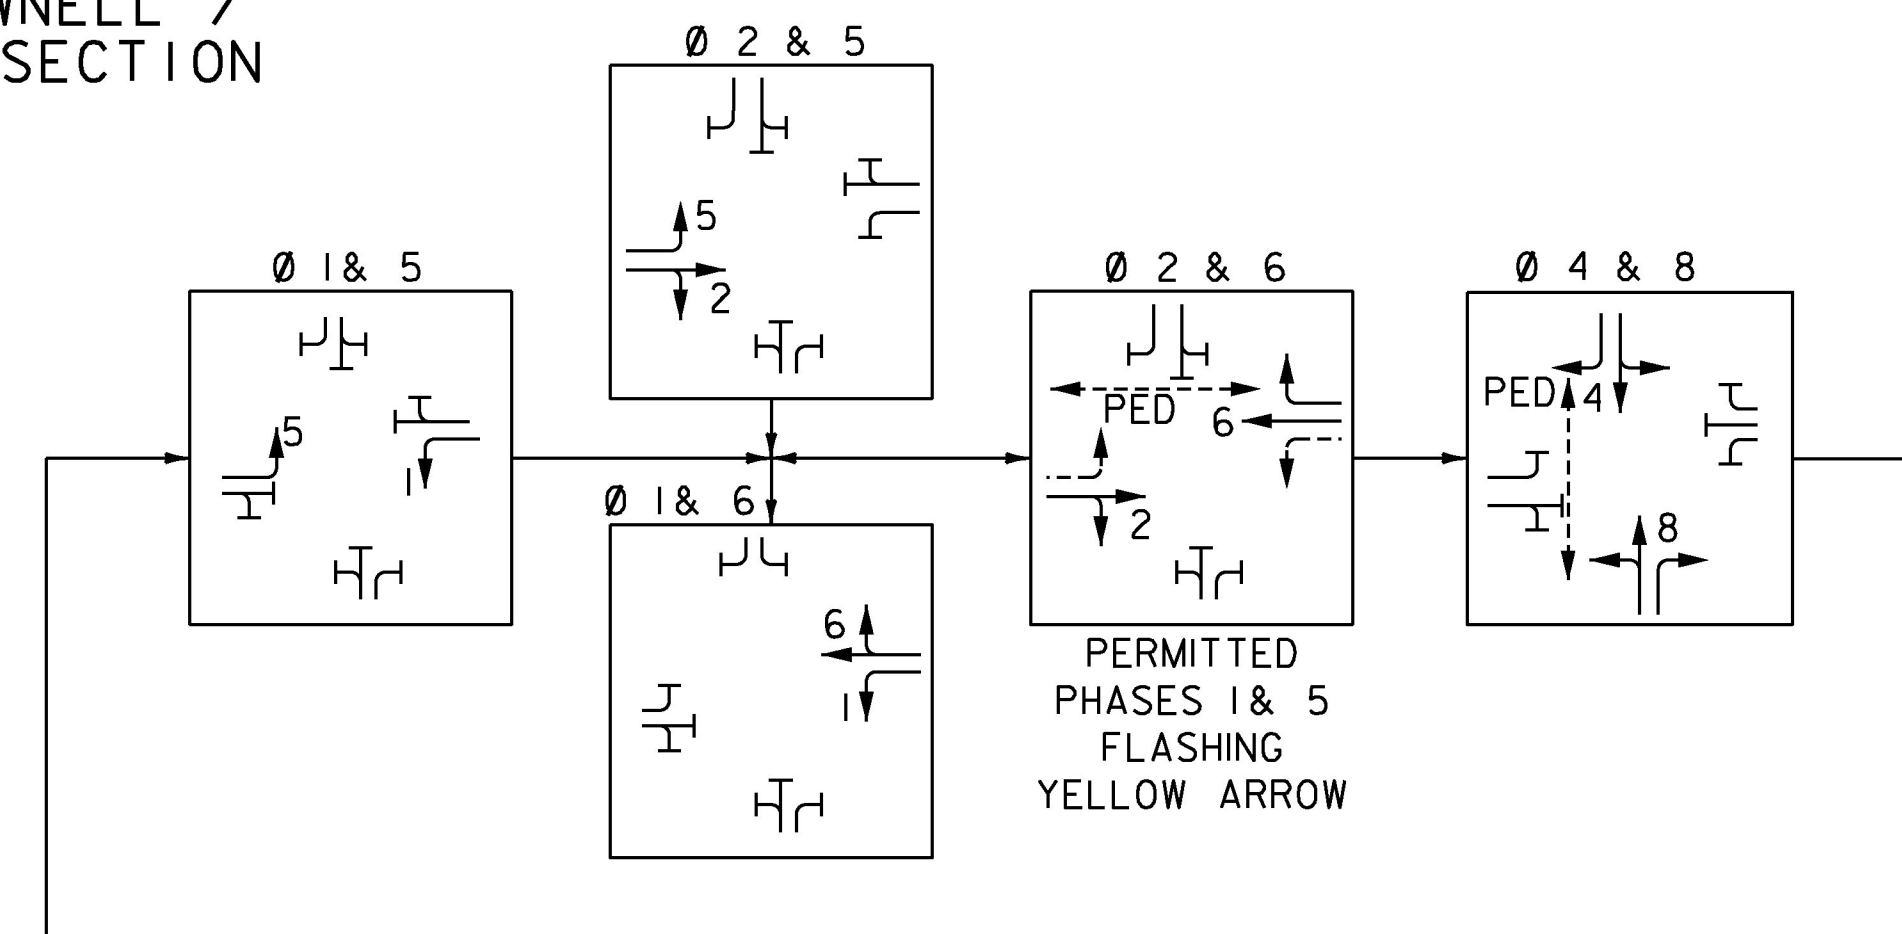 SECTION
Ø 2 & 5
5
2
Ø 1 & 5
5
1
Ø 1 & 6
6
1
Ø 2 & 6
PED
6
2
PERMITTED
PHASES 1 & 5
FLASHING
YELLOW ARROW
Ø 4 & 8
PED 4
8